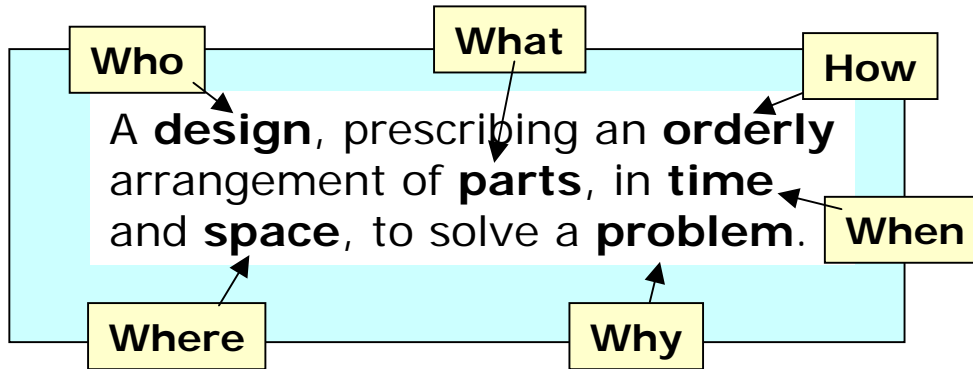 Who
What
How
A design, prescribing an orderly
arrangement of parts, in time
and space, to solve a problem.
When
Where
Why